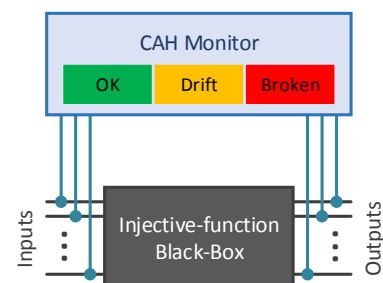 CAH Monitor
OK
Drift
Broken
Inputs
Injective-function
Black-Box
Outputs